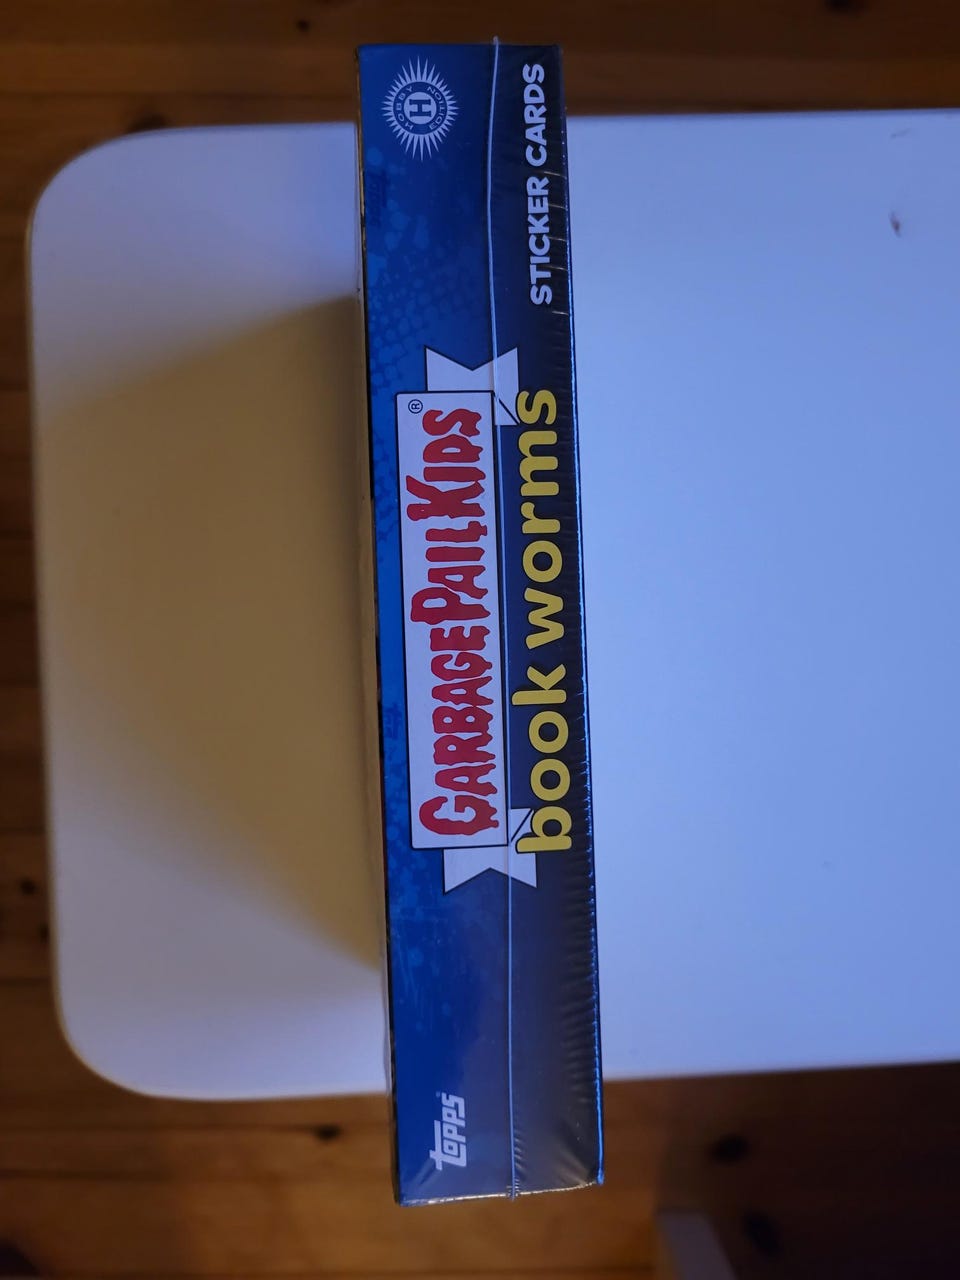 topps
GARBAGE PAIL KIDS®
book worms
HOBBY EDITION
H
STICKER CARDS